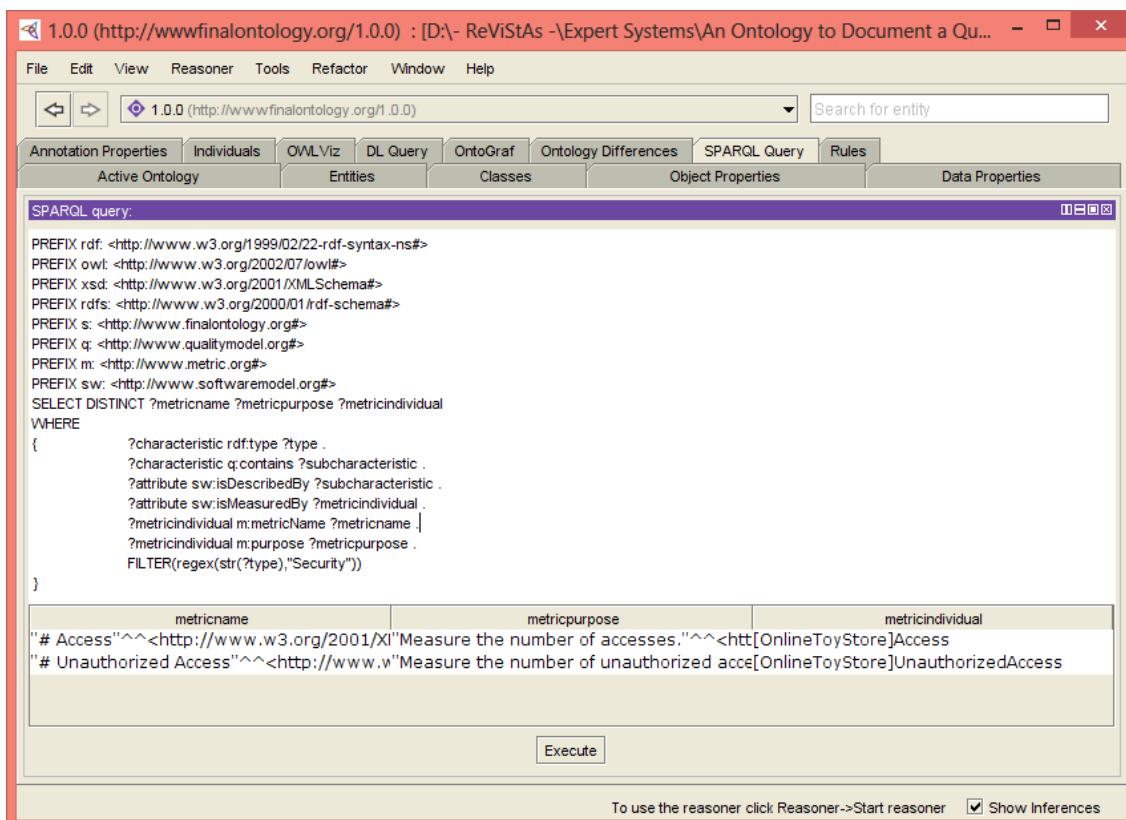 1.0.0 (http://wwwfinalontology.org/1.0.0)  : [D:\- ReViStAs -\Expert Systems\An Ontology to Document a Qu...
File Edit View Reasoner Tools Refactor Window Help
1.0.0 (http://wwwfinalontology.org/1.0.0) Search for entity
Annotation Properties Individuals OWLViz DL Query OntoGraf Ontology Differences SPARQL Query Rules
Active Ontology Entities Classes Object Properties Data Properties
SPARQL query:
PREFIX rdf: <http://www.w3.org/1999/02/22-rdf-syntax-ns#>
PREFIX owl: <http://www.w3.org/2002/07/owl#>
PREFIX xsd: <http://www.w3.org/2001/XMLSchema#>
PREFIX rdfs: <http://www.w3.org/2000/01/rdf-schema#>
PREFIX s: <http://www.finalontology.org#>
PREFIX q: <http://www.qualitymodel.org#>
PREFIX m: <http://www.metric.org#>
PREFIX sw: <http://www.softwaremodel.org#>
SELECT DISTINCT ?metricname ?metricpurpose ?metricindividual
WHERE
{ ?characteristic rdf:type ?type .
?characteristic q:contains ?subcharacteristic .
?attribute sw:isDescribedBy ?subcharacteristic .
?attribute sw:isMeasuredBy ?metricindividual .
?metricindividual m:metricName ?metricname .
?metricindividual m:purpose ?metricpurpose .
FILTER(regex(str(?type),"Security"))
}
metricname metricpurpose metricindividual
"# Access"^^<http://www.w3.org/2001/XI "Measure the number of accesses."^^<htt [OnlineToyStore]Access
"# Unauthorized Access"^^<http://www.v "Measure the number of unauthorized acce [OnlineToyStore]UnauthorizedAccess
Execute
To use the reasoner click Reasoner->Start reasoner Show Inferences